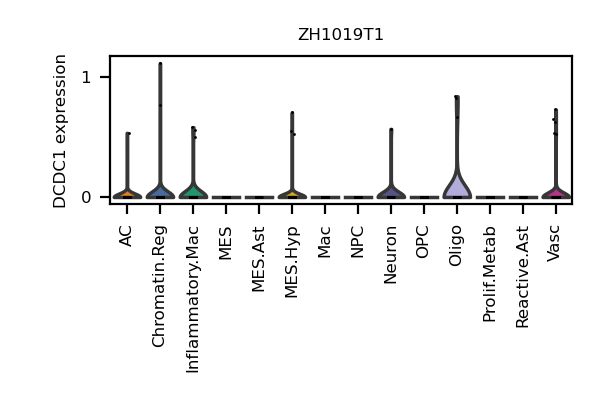 ZH1019T1
DCDC1 expression
1
0
AC
Chromatin.Reg
Inflammatory.Mac
MES
MES.Ast
MES.Hyp
Mac
NPC
Neuron
OPC
Oligo
Prolif.Metab
Reactive.Ast
Vasc